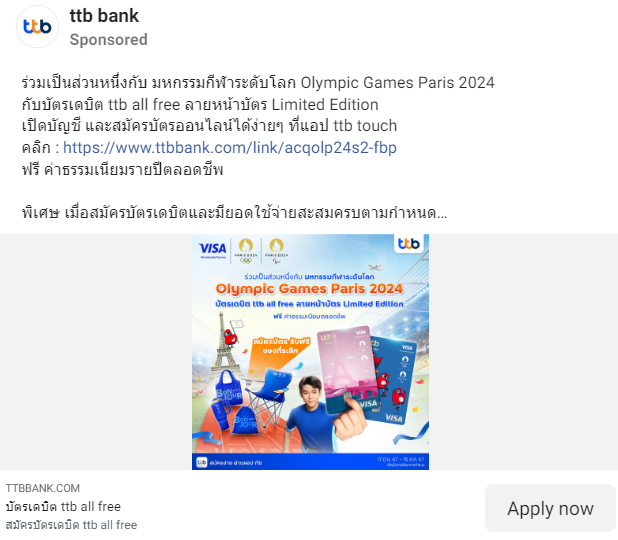 ttb
ttb bank
Sponsored
ร่วมเป็นส่วนหนึ่งกับ มหกรรมกีฬาระดับโลก Olympic Games Paris 2024
กับบัตรเดบิต ttb all free ลายหน้าบัตร Limited Edition
เปิดบัญชี และสมัครบัตรออนไลน์ได้ง่ายๆ ที่แอป ttb touch
คลิก : https://www.ttbbank.com/link/acqolp24s2-fbp
ฟรี ค่าธรรมเนียมรายปีตลอดชีพ
พิเศษ เมื่อสมัครบัตรเดบิตและมียอดใช้จ่ายสะสมครบตามกำหนด...
VISA
PARIS 2024
PARIS 2024
ttb
ร่วมเป็นส่วนหนึ่งกับ มหกรรมกีฬาระดับโลก
Olympic Games Paris 2024
บัตรเดบิต ttb all free ลายหน้าบัตร Limited Edition
ฟรี ค่าธรรมเนียมรายปีตลอดชีพ
สมัครบัตร รับฟรี
ของที่ระลึก
ttb
VISA
VISA
VISA
BONJOUR
ttb สมัครง่าย ผ่านแอป ทัช
TTBBANK.COM
บัตรเดบิต ttb all free
สมัครบัตรเดบิต ttb all free
Apply now